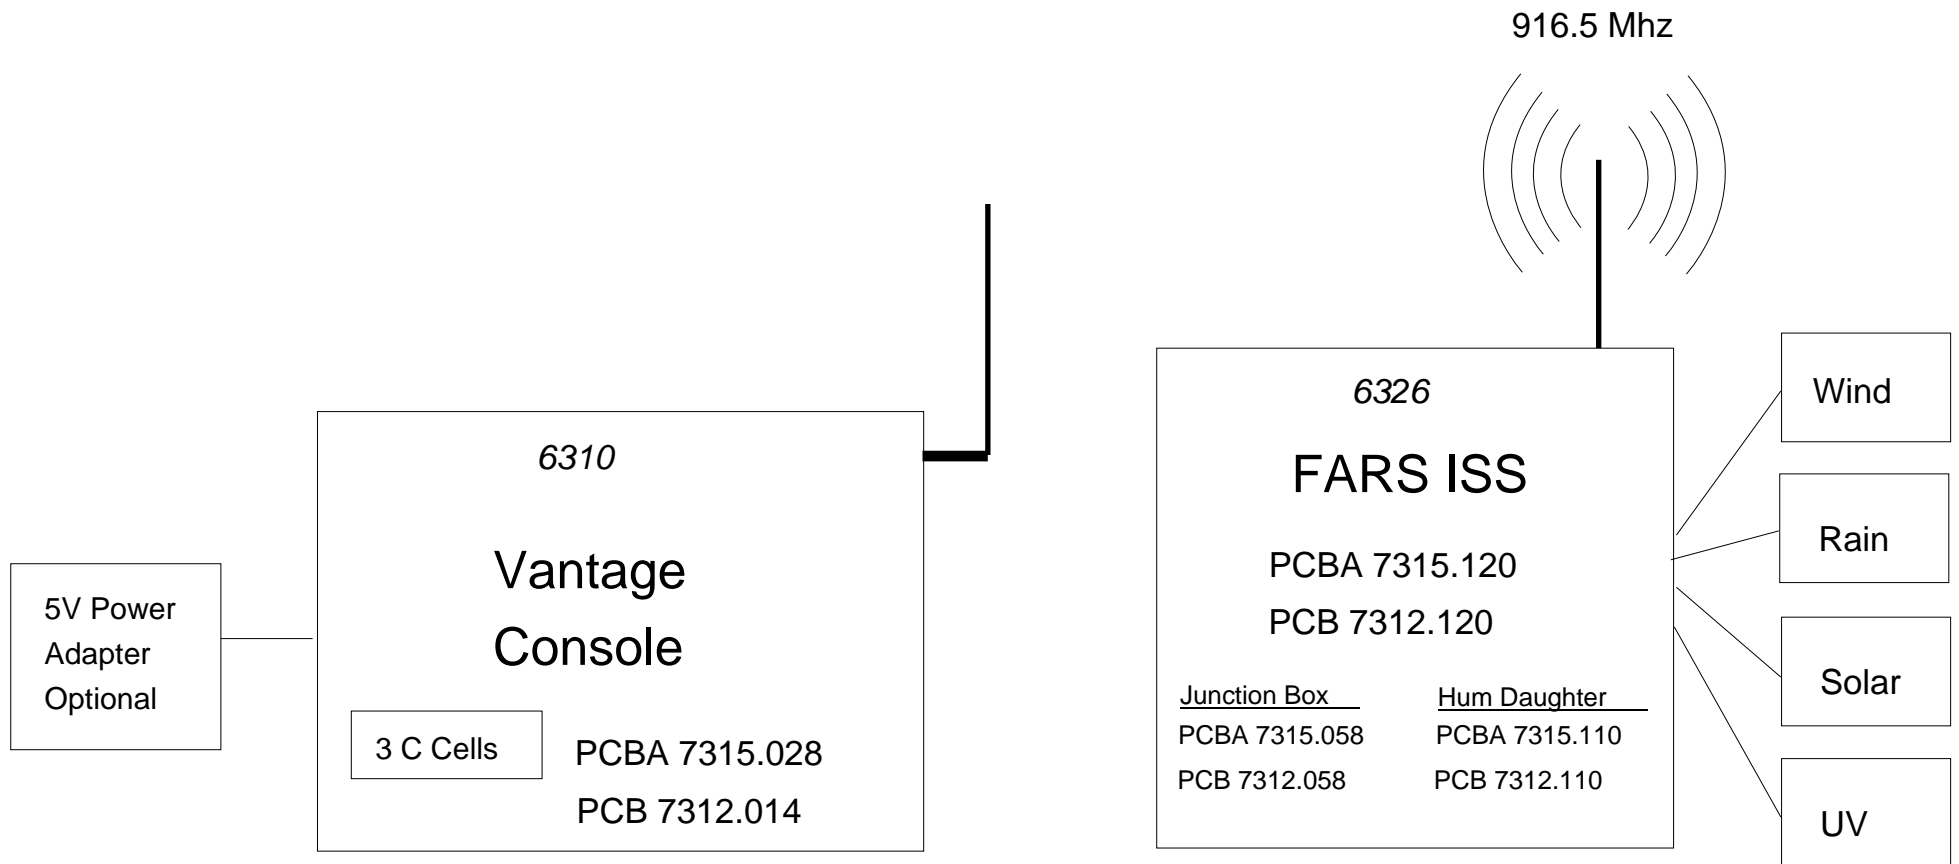 916.5 Mhz
6310
Vantage
Console
3 C Cells
PCBA 7315.028
PCB 7312.014
5V Power
Adapter
Optional
6326
FARS ISS
PCBA 7315.120
PCB 7312.120
Junction Box
PCBA 7315.058
PCB 7312.058
Hum Daughter
PCBA 7315.110
PCB 7312.110
Wind
Rain
Solar
UV